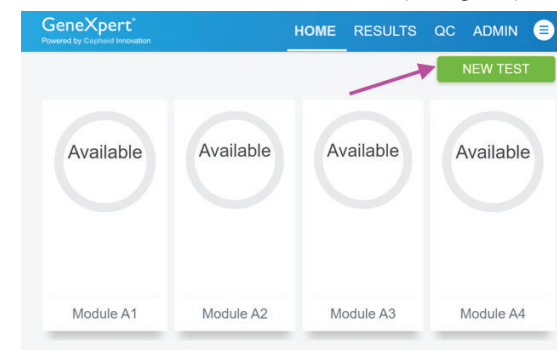 GeneXpert®
Powered by Cepheid Innovation
HOME RESULTS QC ADMIN
NEW TEST
Available Available Available Available
Module A1 Module A2 Module A3 Module A4